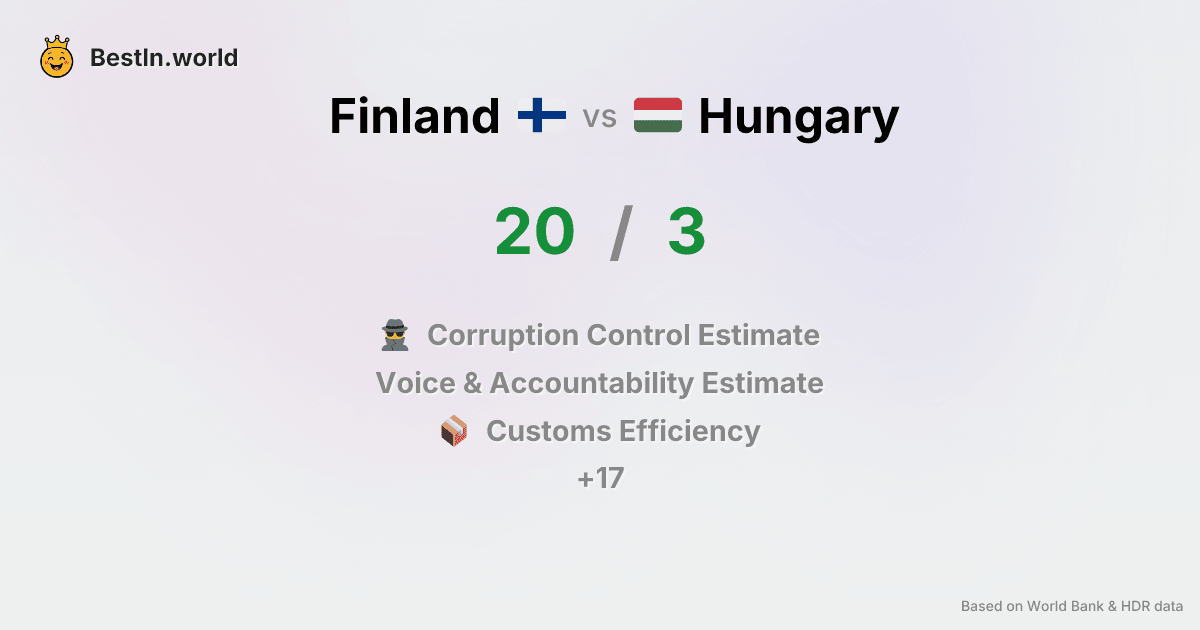 BestIn.world
Finland vs Hungary
20 / 3
Corruption Control Estimate
Voice & Accountability Estimate
Customs Efficiency
+17
Based on World Bank & HDR data